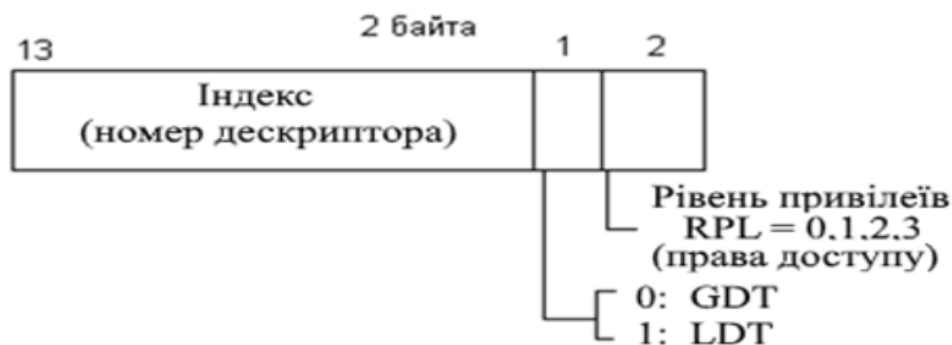 2 байта
13
1
2
Індекс
(номер дескриптора)
Рівень привілеїв
RPL = 0,1,2,3
(права доступу)
0: GDT
1: LDT